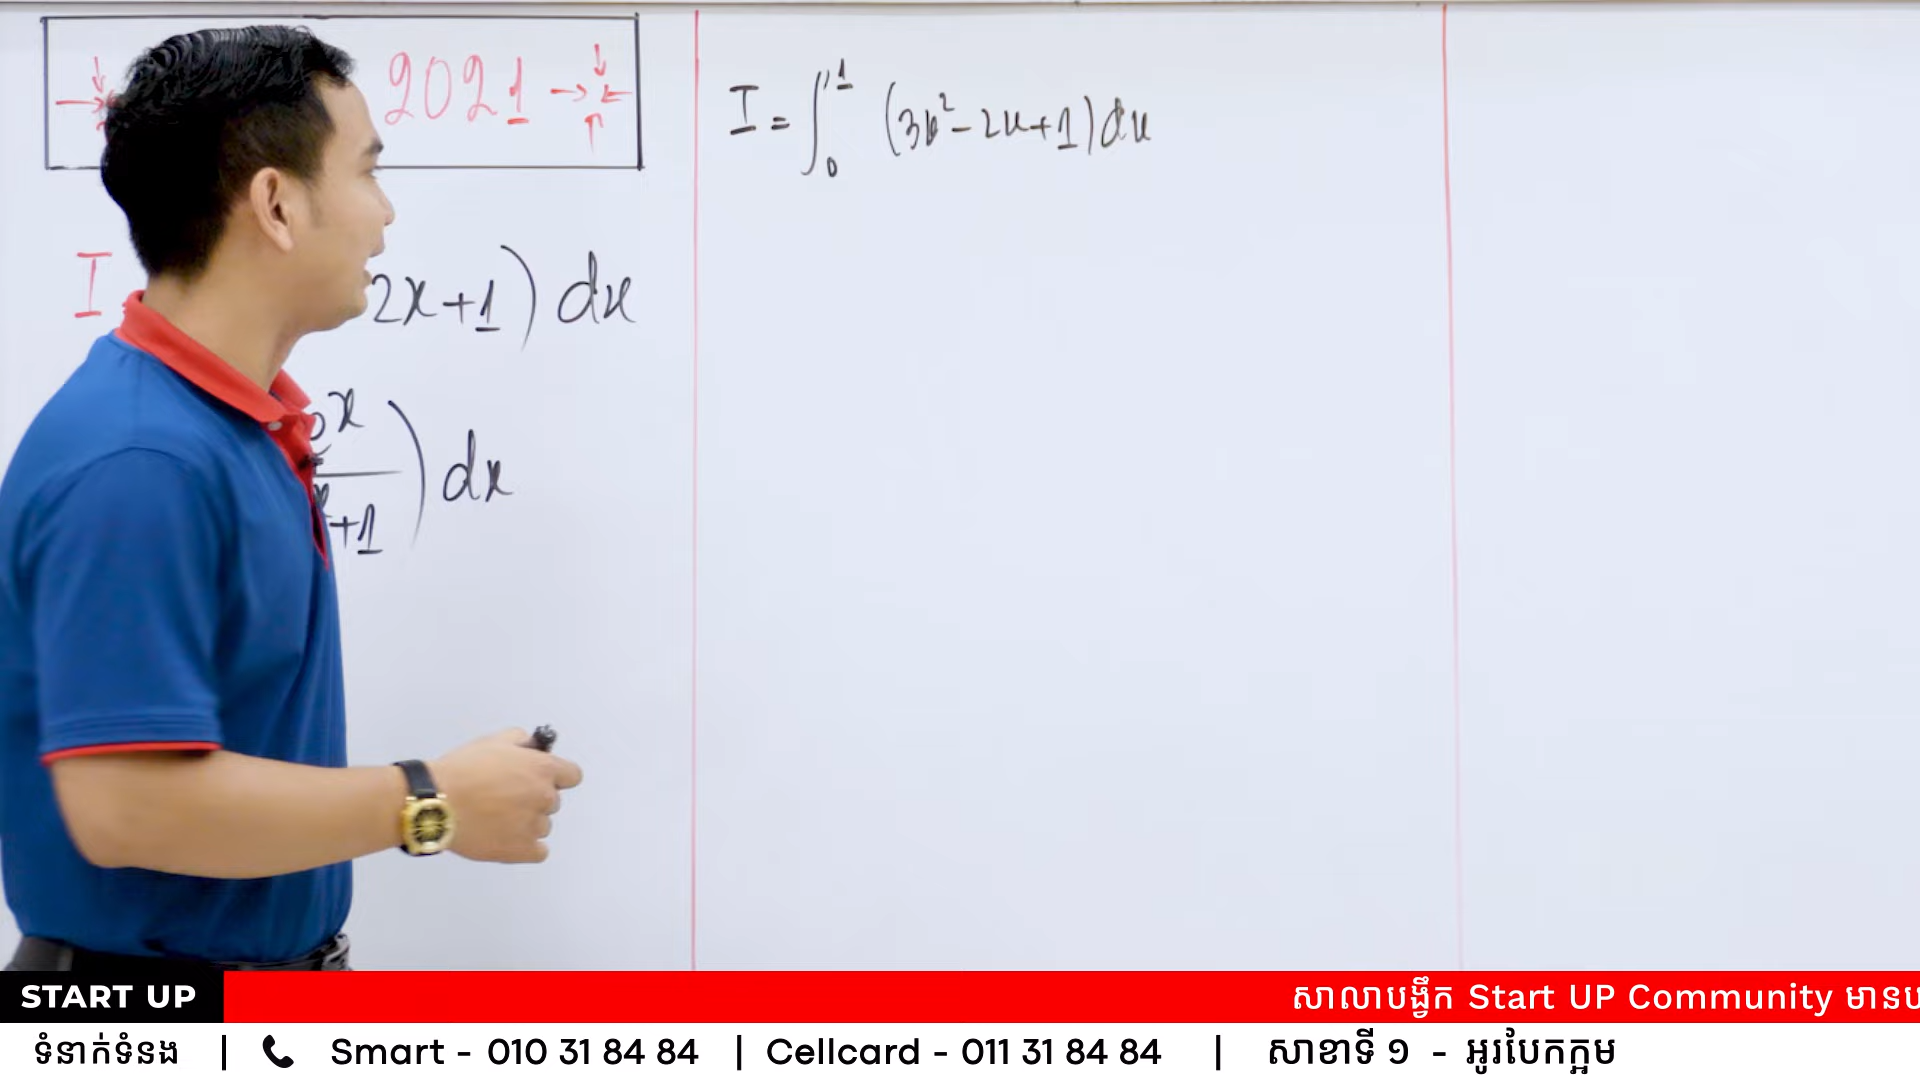 2021
I = ∫₀¹ (3x² - 2x + 1) dx
I
2x + 1) dx
x
+1) dx
START UP
សាលាបង្រៀន Start UP Community មាន
ទំនាក់ទំនង | Smart - 010 31 84 84 | Cellcard - 011 31 84 84 | សាខាទី ១ - អូរបែកក្អម